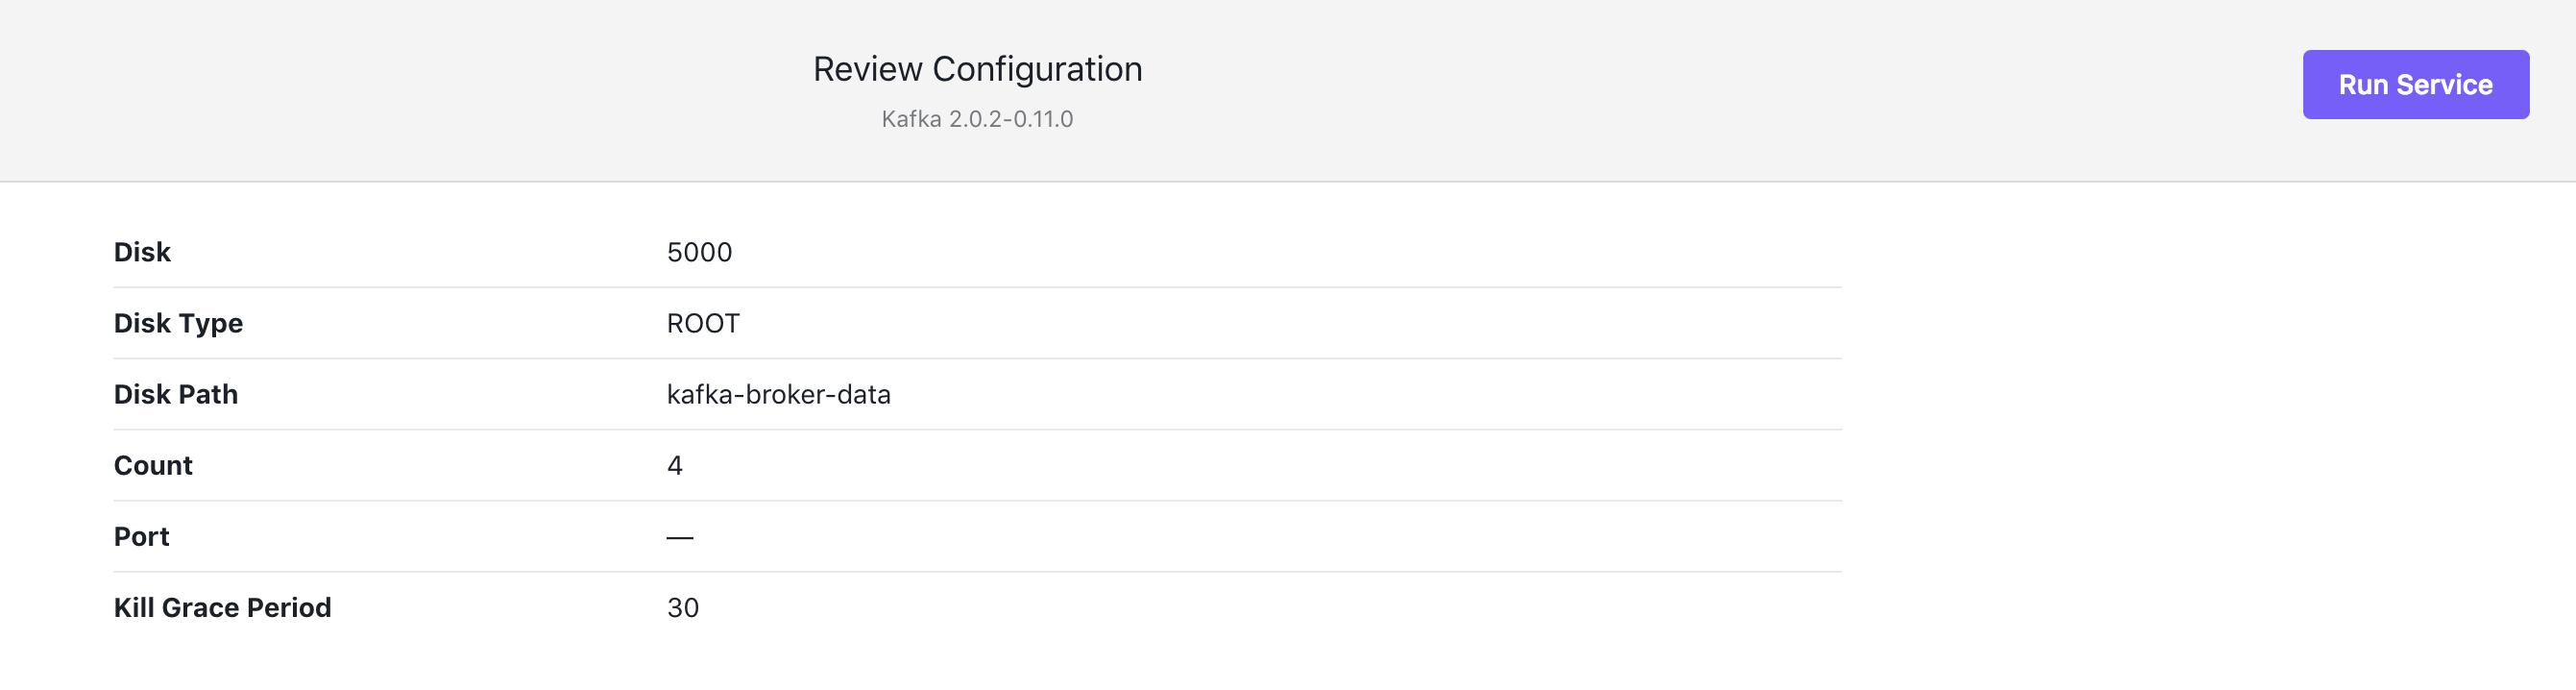 Review Configuration
Kafka 2.0.2-0.11.0
Run Service
Disk 5000
Disk Type ROOT
Disk Path kafka-broker-data
Count 4
Port —
Kill Grace Period 30